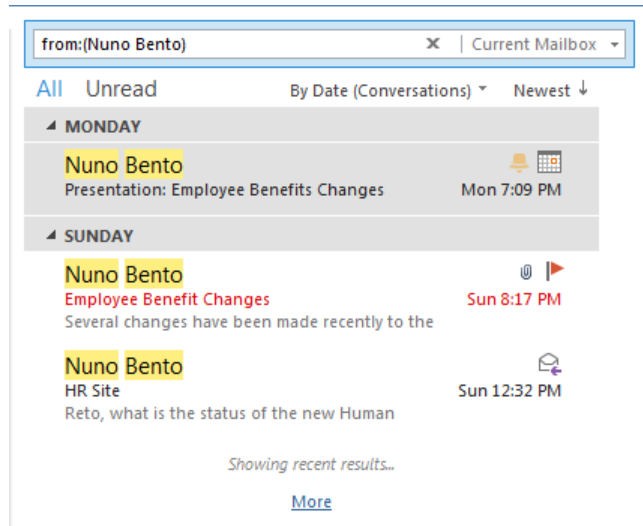 from:(Nuno Bento) × | Current Mailbox
All Unread By Date (Conversations) Newest ↓
MONDAY
Nuno Bento
Presentation: Employee Benefits Changes Mon 7:09 PM
SUNDAY
Nuno Bento
Employee Benefit Changes Sun 8:17 PM
Several changes have been made recently to the
Nuno Bento
HR Site Sun 12:32 PM
Reto, what is the status of the new Human
Showing recent results...
More